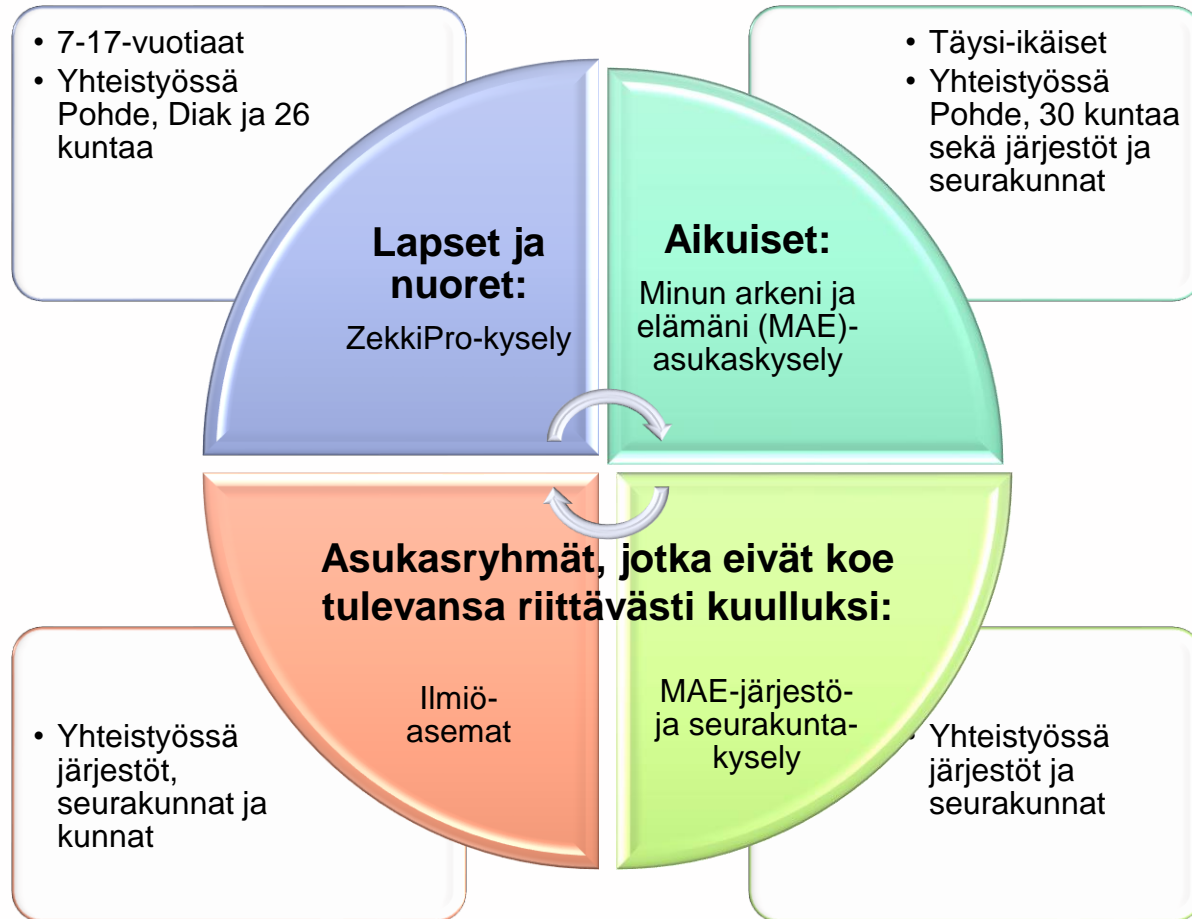 • 7-17-vuotiaat
• Yhteistyössä
Pohde, Diak ja 26
kuntaa
• Täysi-ikäiset
• Yhteistyössä
Pohde, 30 kuntaa
sekä järjestöt ja
seurakunnat
Lapset ja
nuoret:
ZekkiPro-kysely
Aikuiset:
Minun arkeni ja
elämäni (MAE)-
asukaskysely
Asukasryhmät, jotka eivät koe
tulevansa riittävästi kuulluksi:
Ilmiö-
asemat
MAE-järjestö-
ja seurakunta-
kysely
• Yhteistyössä
järjestöt,
seurakunnat ja
kunnat
• Yhteistyössä
järjestöt ja
seurakunnat